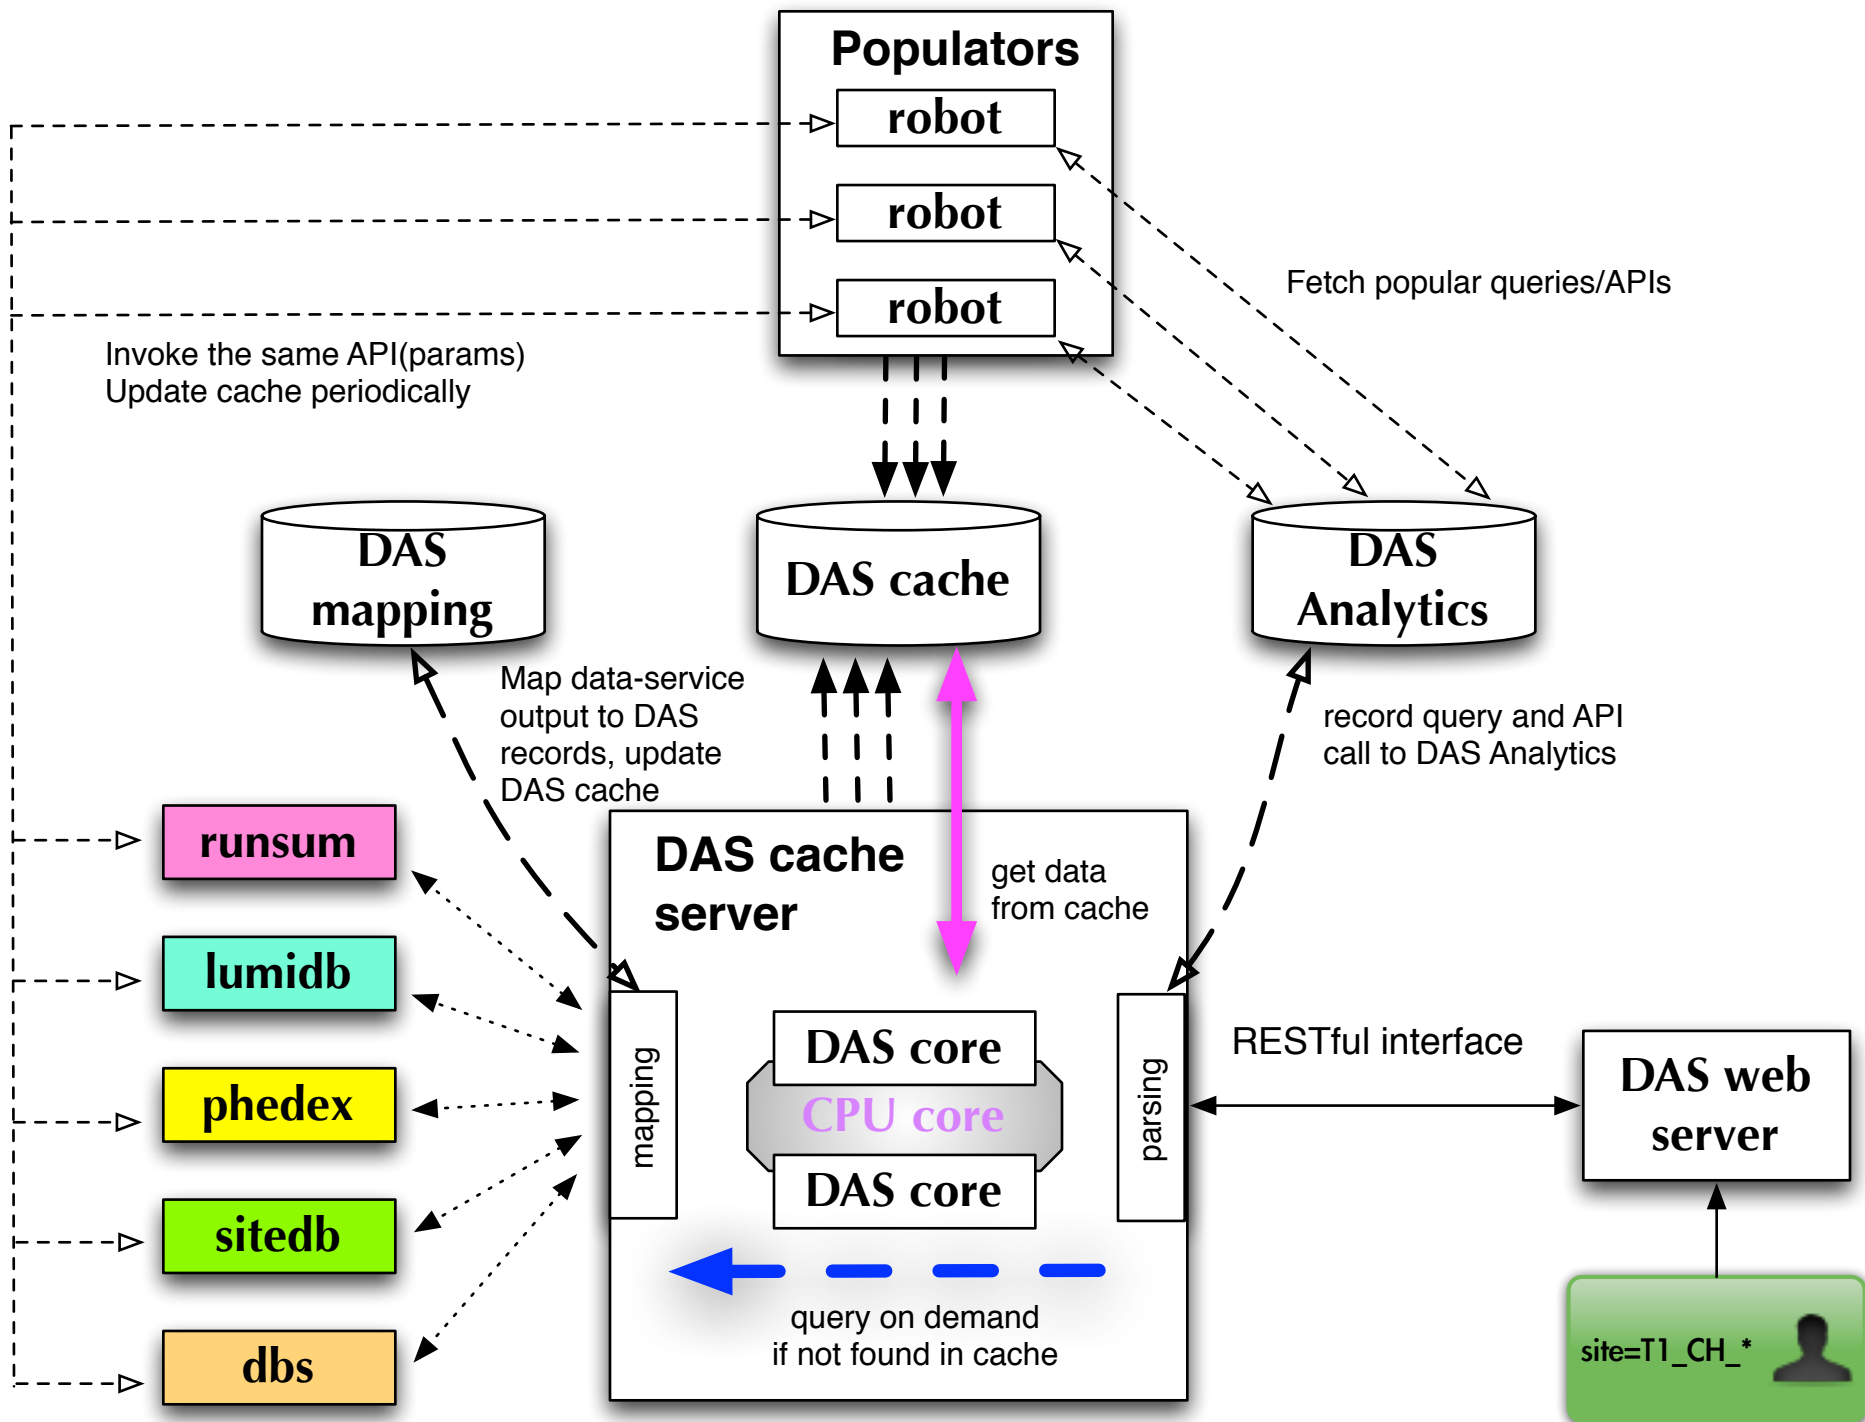 Populators
robot
robot
robot
Fetch popular queries/APIs
Invoke the same API(params)
Update cache periodically
DAS
mapping
DAS cache
DAS
Analytics
Map data-service
output to DAS
records, update
DAS cache
record query and API
call to DAS Analytics
runsum
lumidb
phedex
sitedb
dbs
DAS cache
server
get data
from cache
mapping
DAS core
CPU core
DAS core
parsing
query on demand
if not found in cache
RESTful interface
DAS web
server
site=T1_CH_*